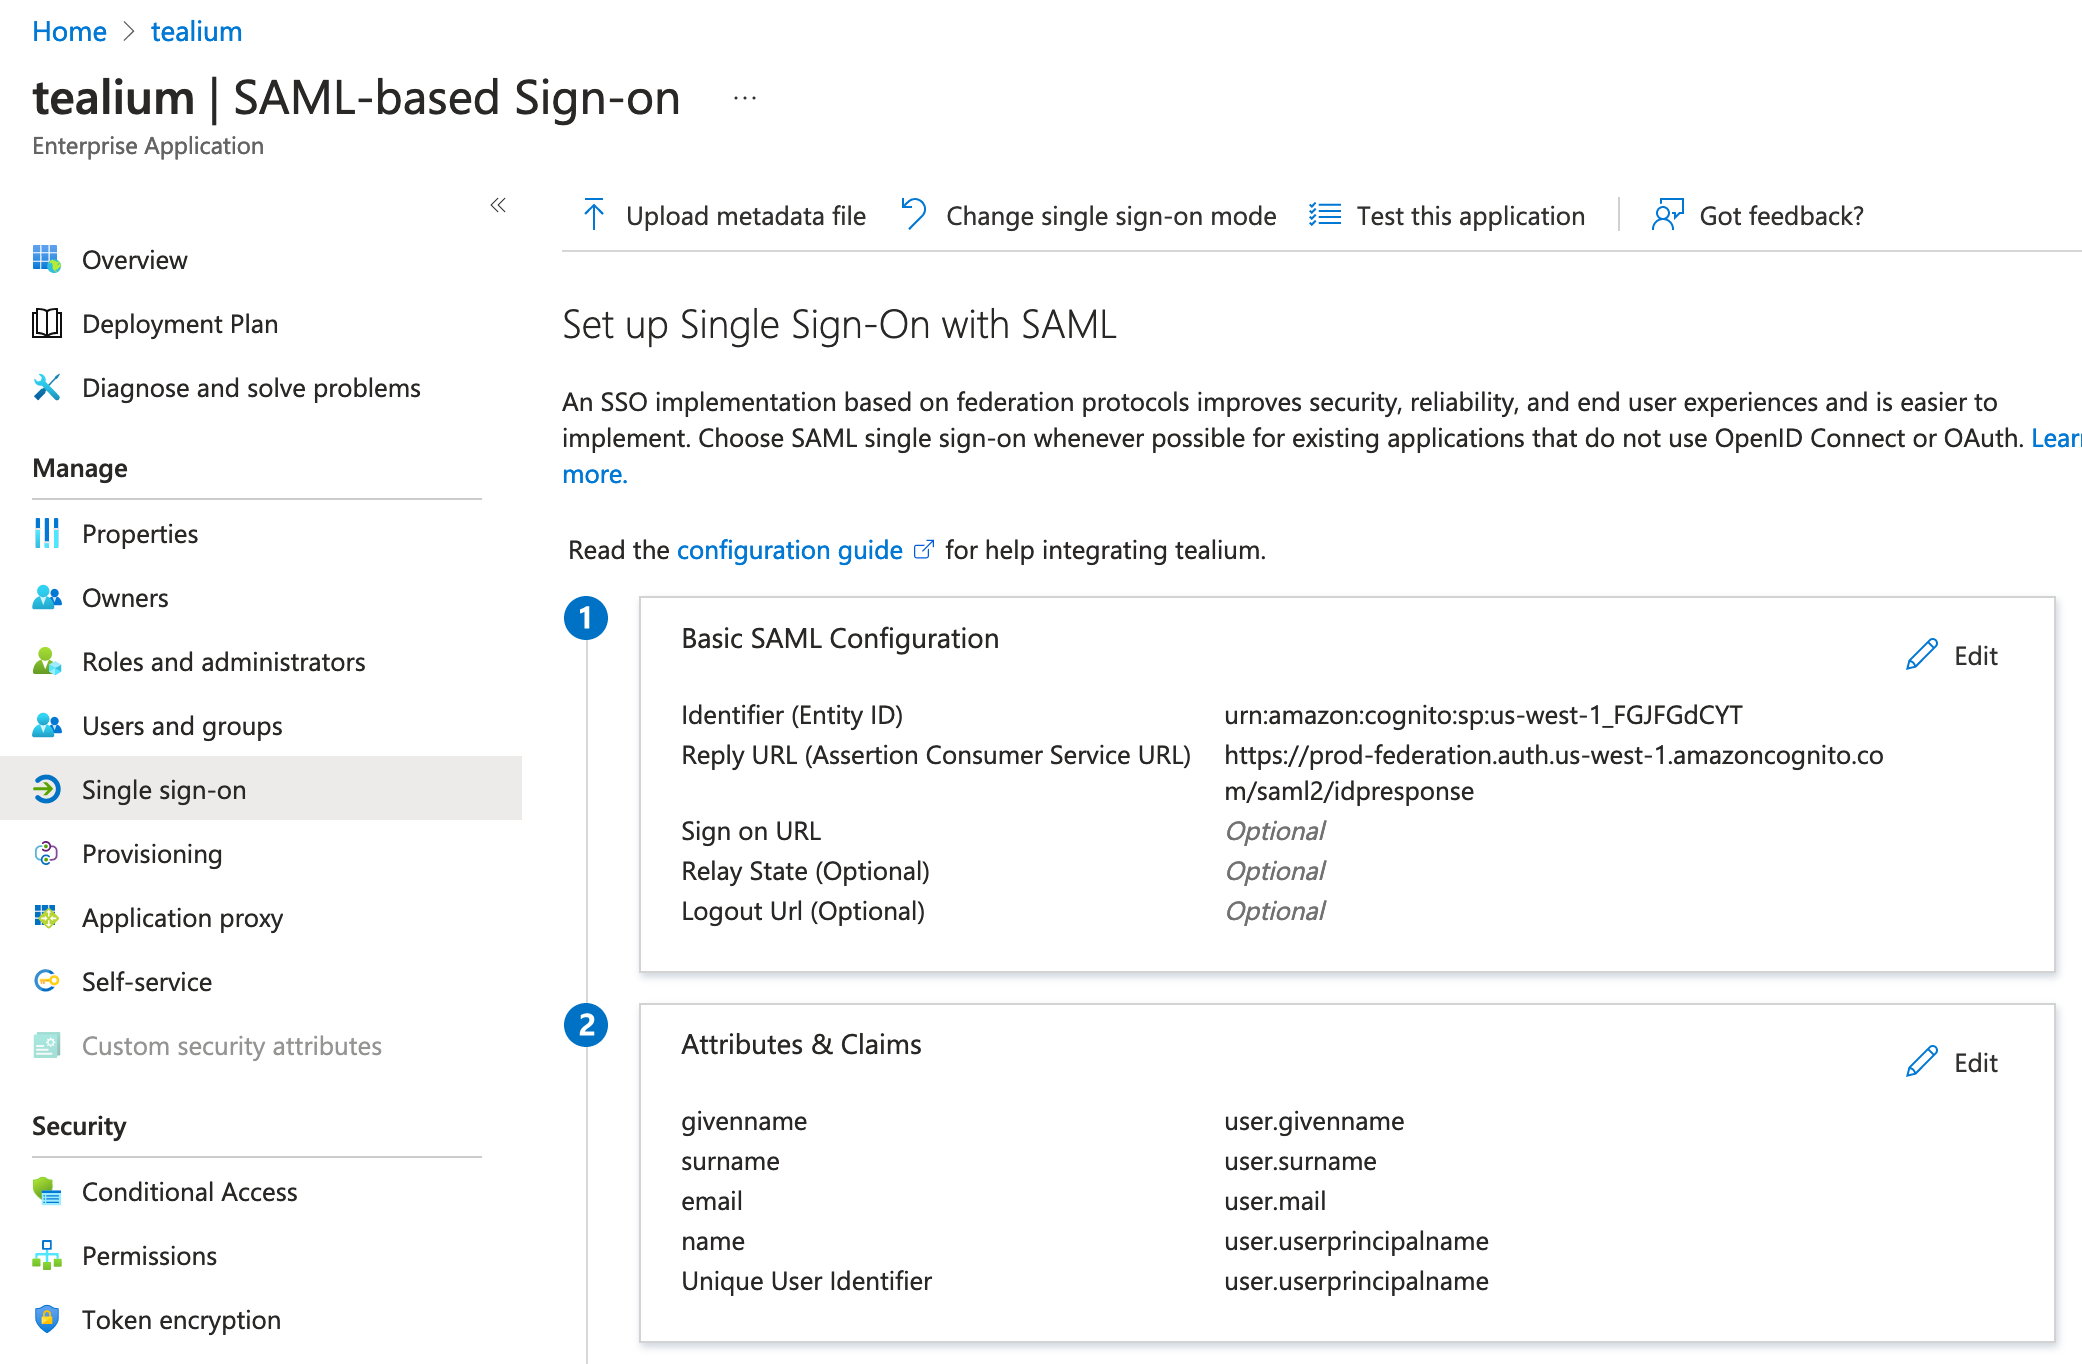 Home > tealium
tealium | SAML-based Sign-on ...
Enterprise Application
«
Overview
Deployment Plan
Diagnose and solve problems
Manage
Properties
Owners
Roles and administrators
Users and groups
Single sign-on
Provisioning
Application proxy
Self-service
Custom security attributes
Security
Conditional Access
Permissions
Token encryption
Upload metadata file Change single sign-on mode Test this application | Got feedback?
Set up Single Sign-On with SAML
An SSO implementation based on federation protocols improves security, reliability, and end user experiences and is easier to
implement. Choose SAML single sign-on whenever possible for existing applications that do not use OpenID Connect or OAuth. Lear
more.
Read the configuration guide for help integrating tealium.
1
Basic SAML Configuration
Edit
Identifier (Entity ID) urn:amazon:cognito:sp:us-west-1_FGJFGdCYT
Reply URL (Assertion Consumer Service URL) https://prod-federation.auth.us-west-1.amazoncognito.co
m/saml2/idpresponse
Sign on URL Optional
Relay State (Optional) Optional
Logout Url (Optional) Optional
2
Attributes & Claims
Edit
givenname user.givenname
surname user.surname
email user.mail
name user.userprincipalname
Unique User Identifier user.userprincipalname